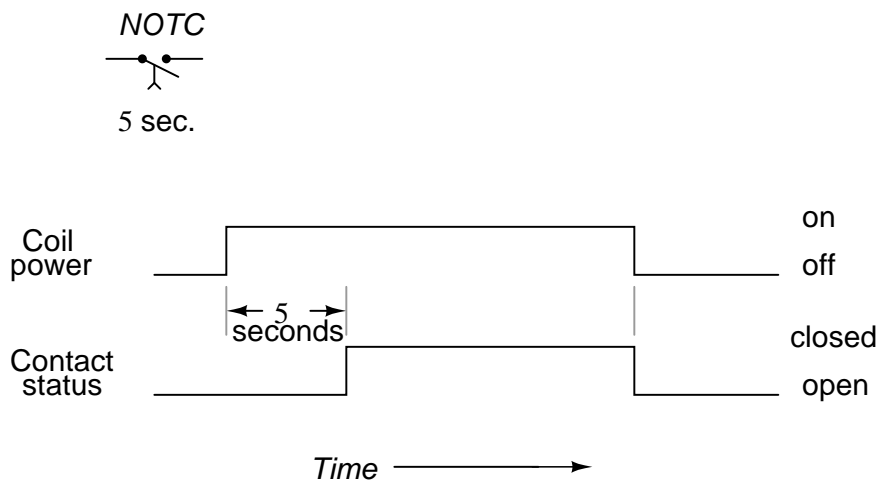 NOTC
5 sec.
on
Coil
power
off
5
seconds
closed
Contact
status
open
Time